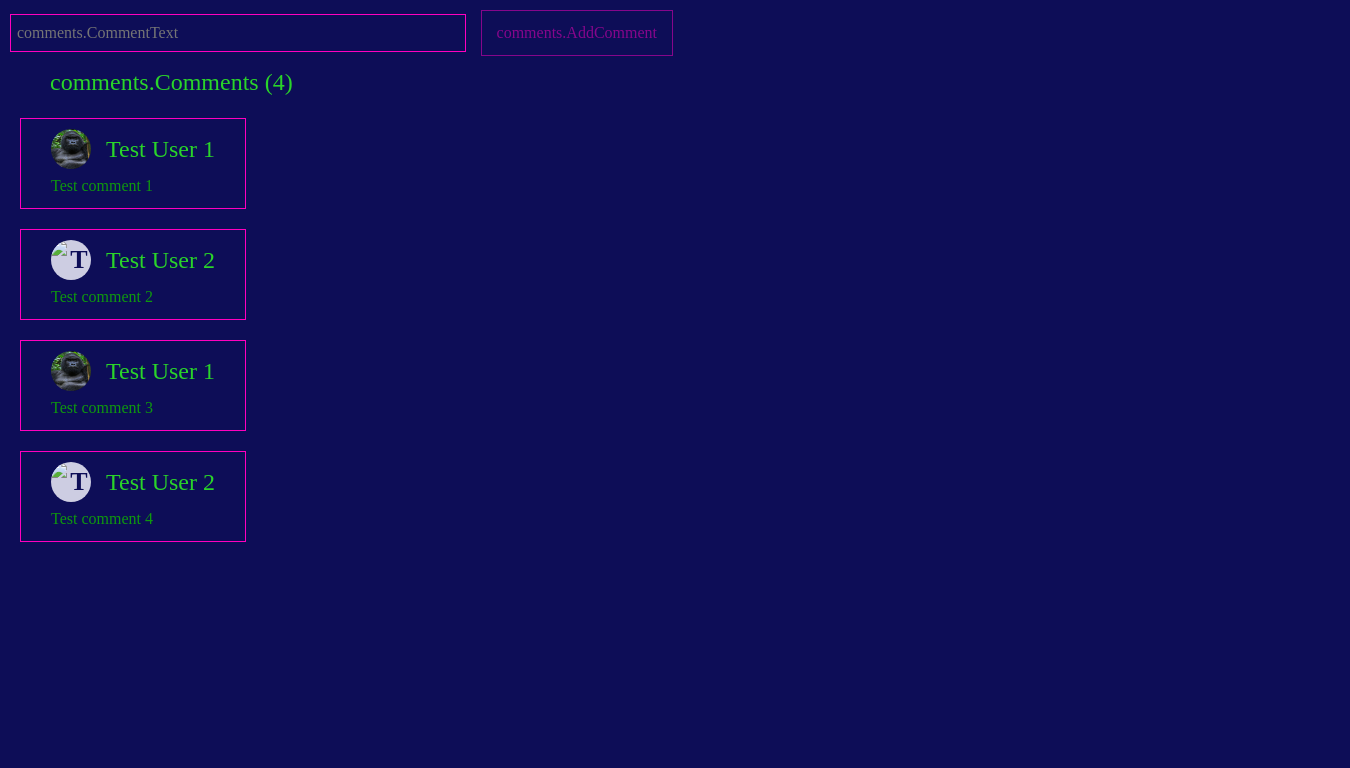 comments.CommentText
comments.AddComment
comments.Comments (4)
Test User 1
Test comment 1
T
Test User 2
Test comment 2
Test User 1
Test comment 3
T
Test User 2
Test comment 4